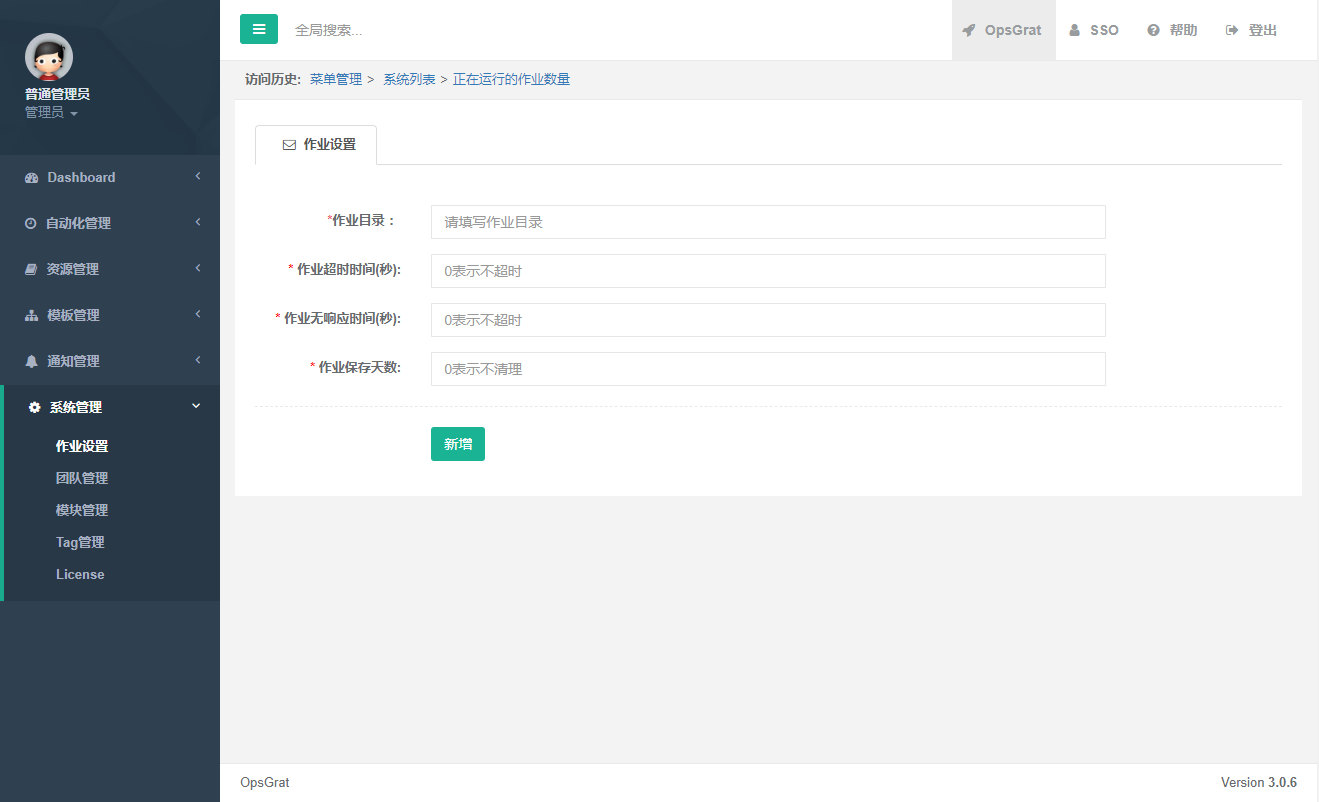 普通管理员
管理员
Dashboard
自动化管理
资源管理
模板管理
通知管理
系统管理
作业设置
团队管理
模块管理
Tag管理
License
全局搜索...
OpsGrat
SSO
帮助
登出
访问历史: 菜单管理 > 系统列表 > 正在运行的作业数量
作业设置
*作业目录： 请填写作业目录
* 作业超时时间(秒): 0表示不超时
* 作业无响应时间(秒): 0表示不超时
* 作业保存天数: 0表示不清理
新增
OpsGrat
Version 3.0.6